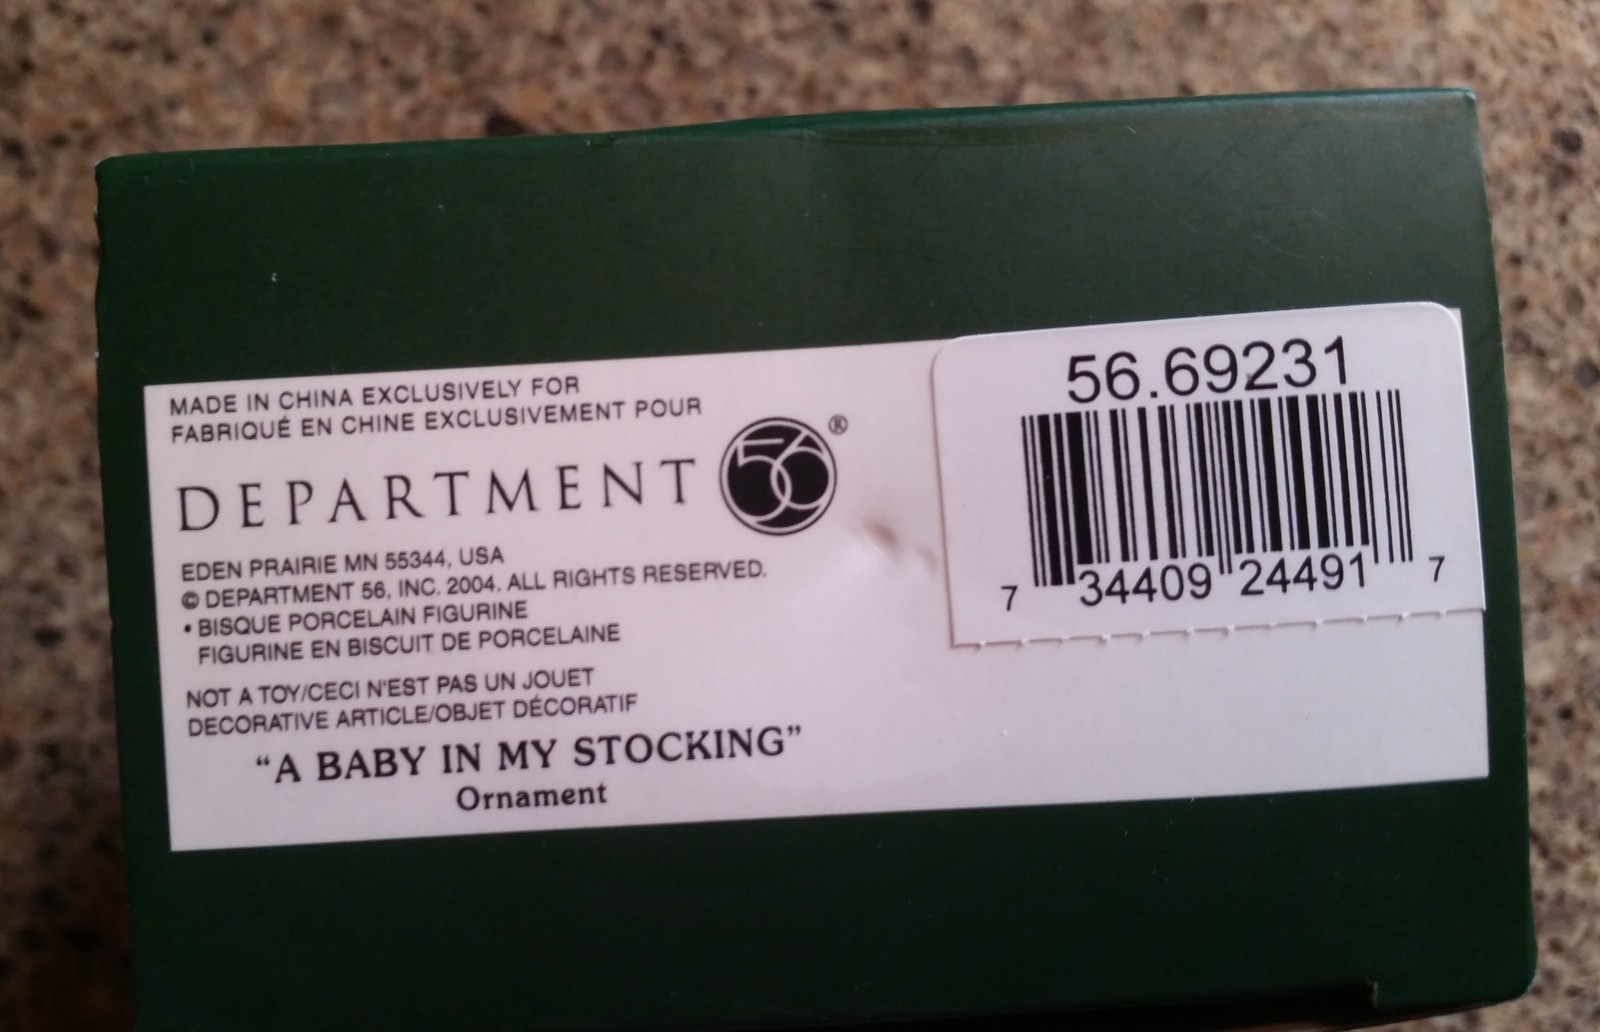 MADE IN CHINA EXCLUSIVELY FOR
FABRIQUÉ EN CHINE EXCLUSIVEMENT POUR
DEPARTMENT 56®
EDEN PRAIRIE MN 55344, USA
© DEPARTMENT 56, INC. 2004. ALL RIGHTS RESERVED.
• BISQUE PORCELAIN FIGURINE
FIGURINE EN BISCUIT DE PORCELAINE
NOT A TOY/CECI N'EST PAS UN JOUET
DECORATIVE ARTICLE/OBJET DÉCORATIF
“A BABY IN MY STOCKING”
Ornament
56.69231
7 34409 24491 7